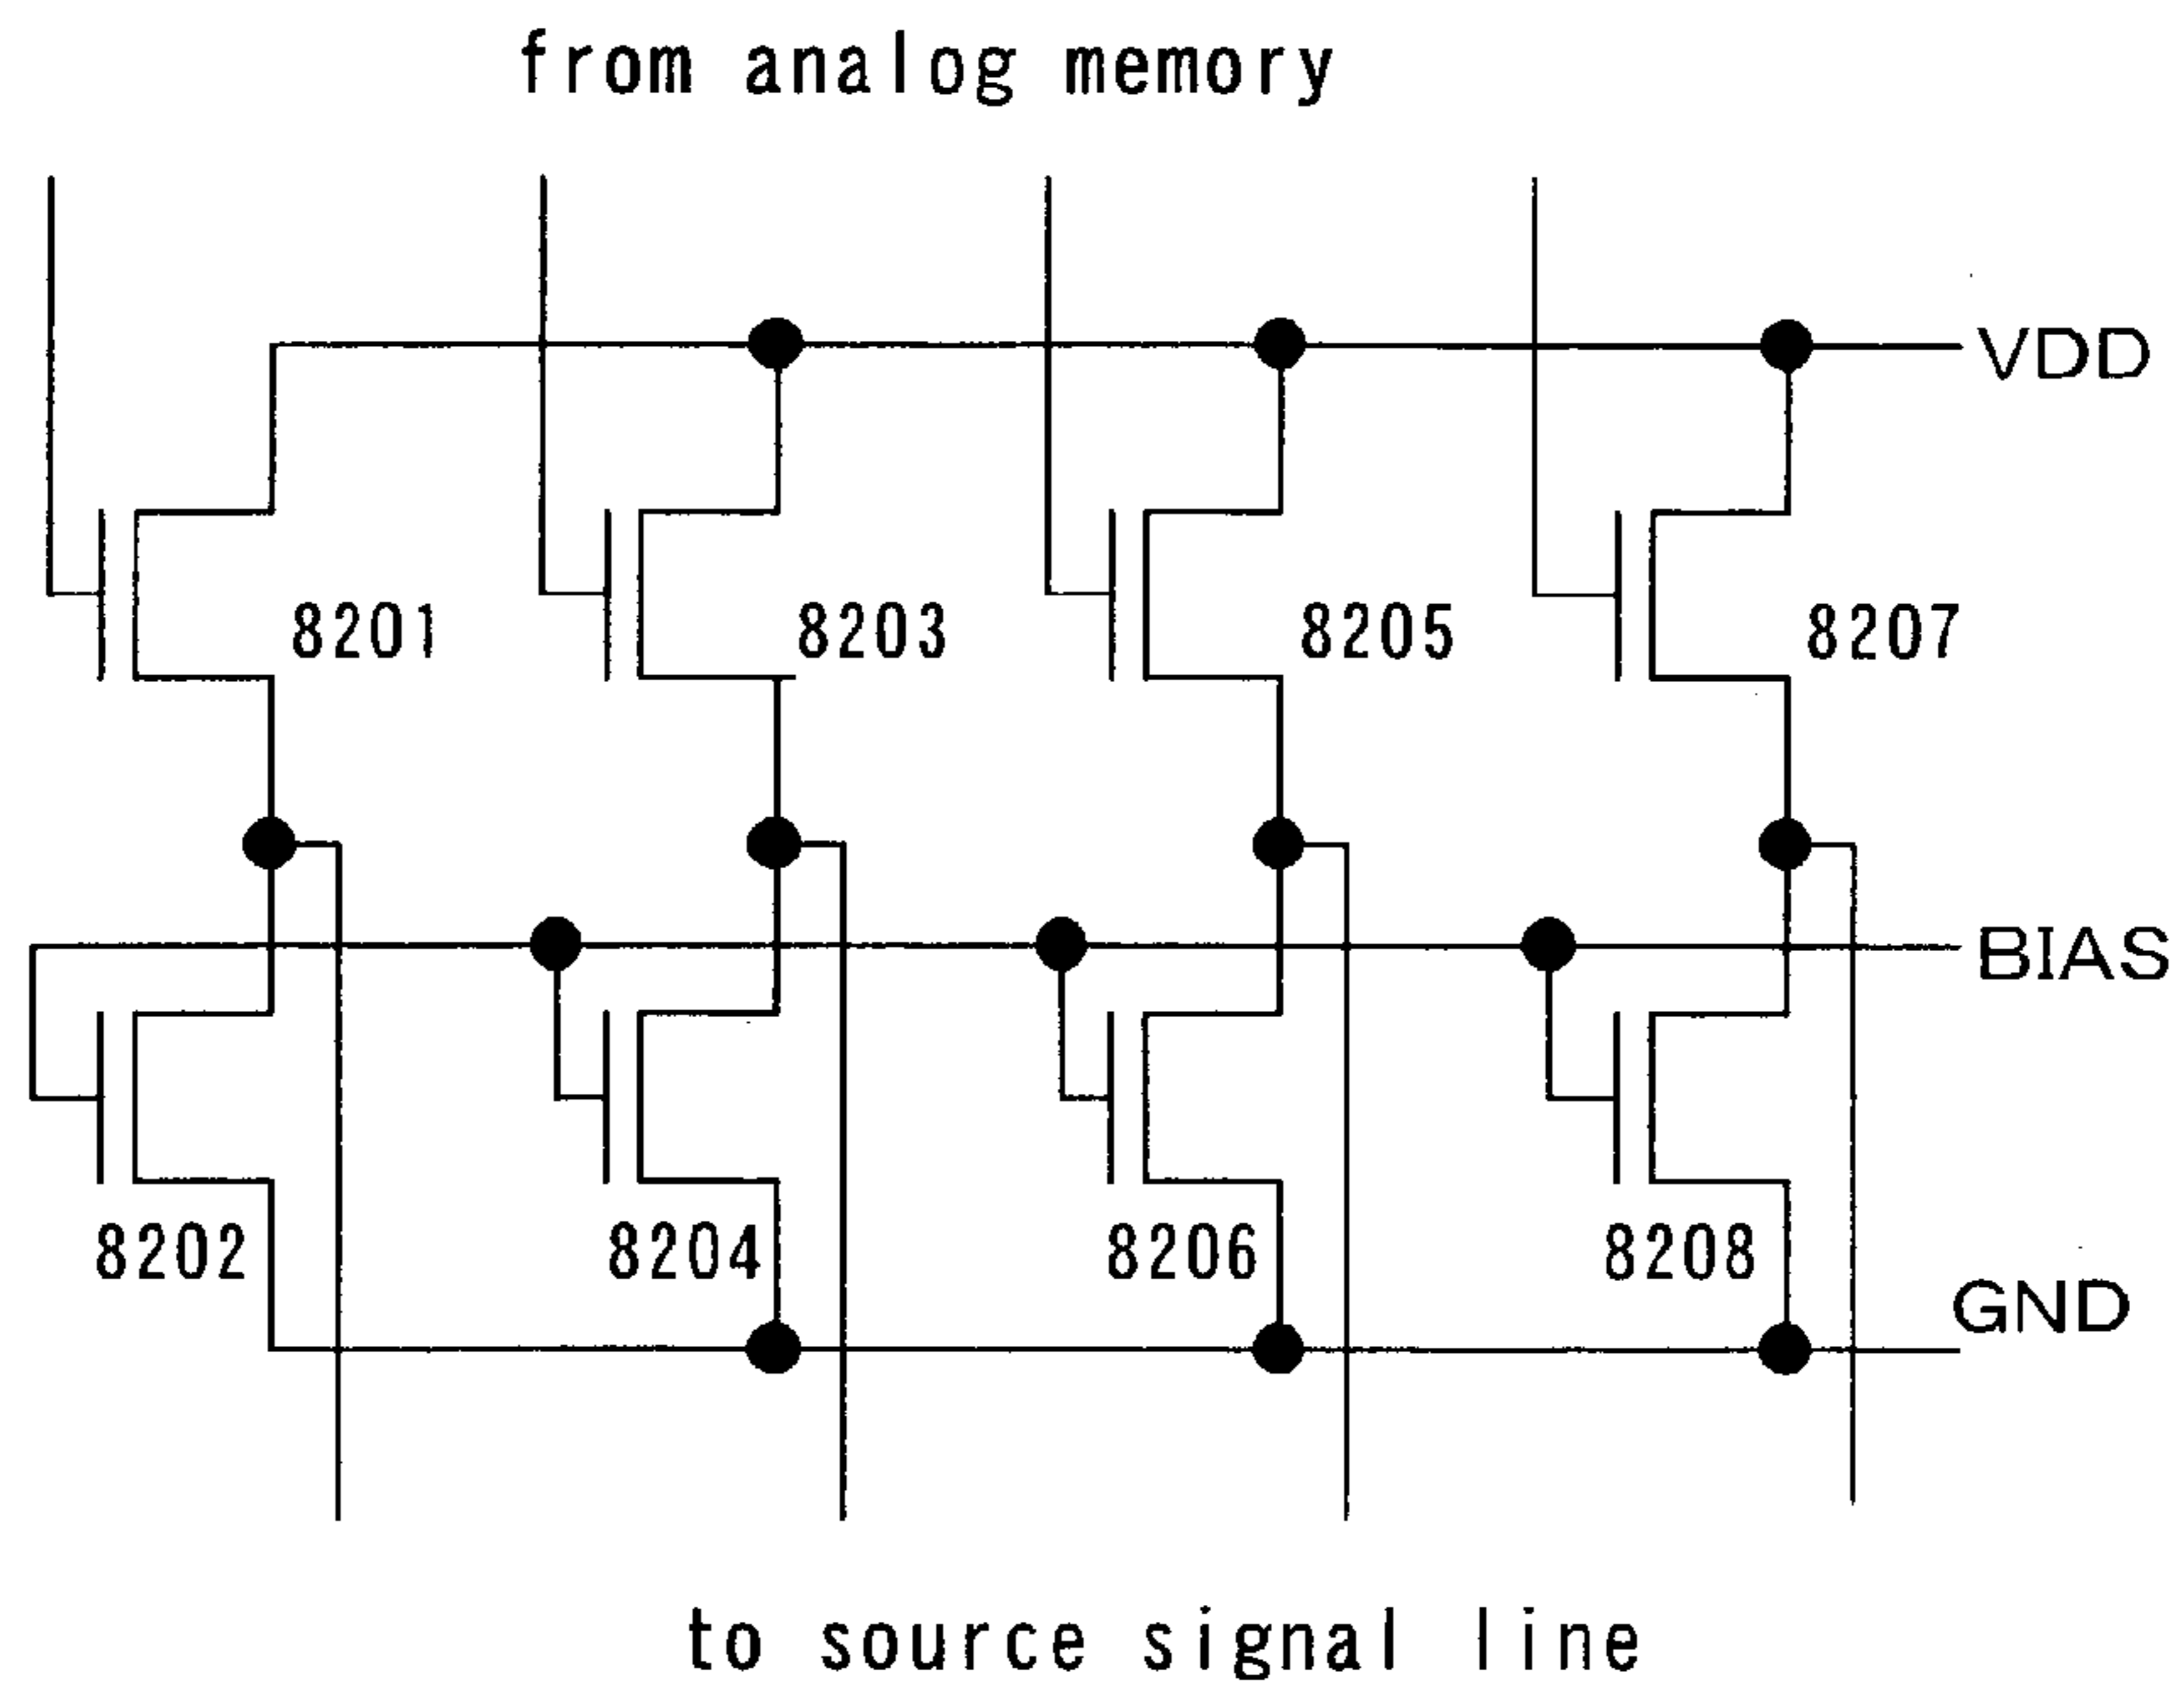 from analog memory
VDD
8201
8203
8205
8207
BIAS
8202
8204
8206
8208
GND
to source signal line